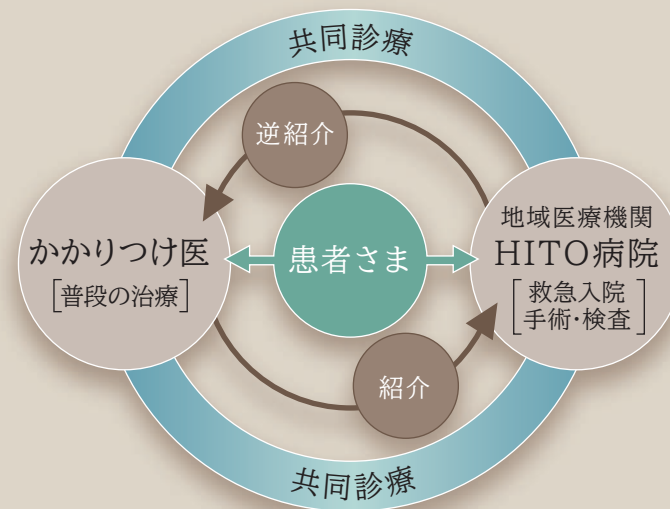 共同診療
逆紹介
かかりつけ医
[普段の治療]
患者さま
地域医療機関
HITO病院
[救急入院
手術・検査]
紹介
共同診療